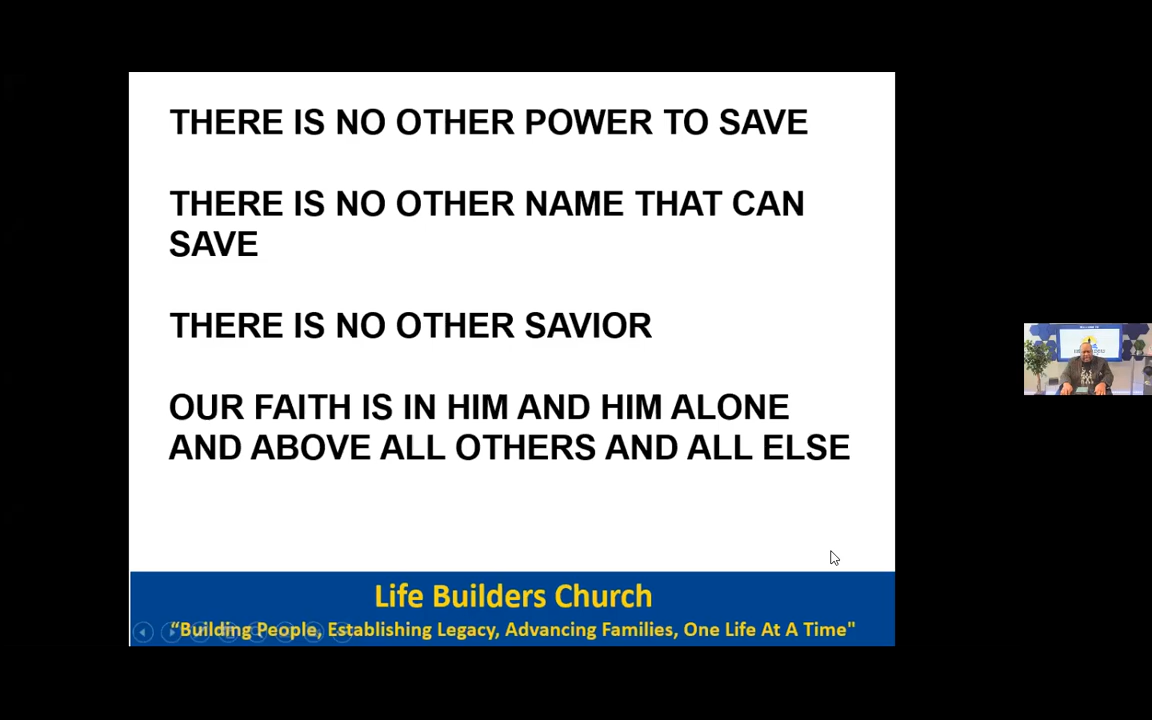 THERE IS NO OTHER POWER TO SAVE
THERE IS NO OTHER NAME THAT CAN
SAVE
THERE IS NO OTHER SAVIOR
OUR FAITH IS IN HIM AND HIM ALONE
AND ABOVE ALL OTHERS AND ALL ELSE
Life Builders Church
“Building People, Establishing Legacy, Advancing Families, One Life At A Time"